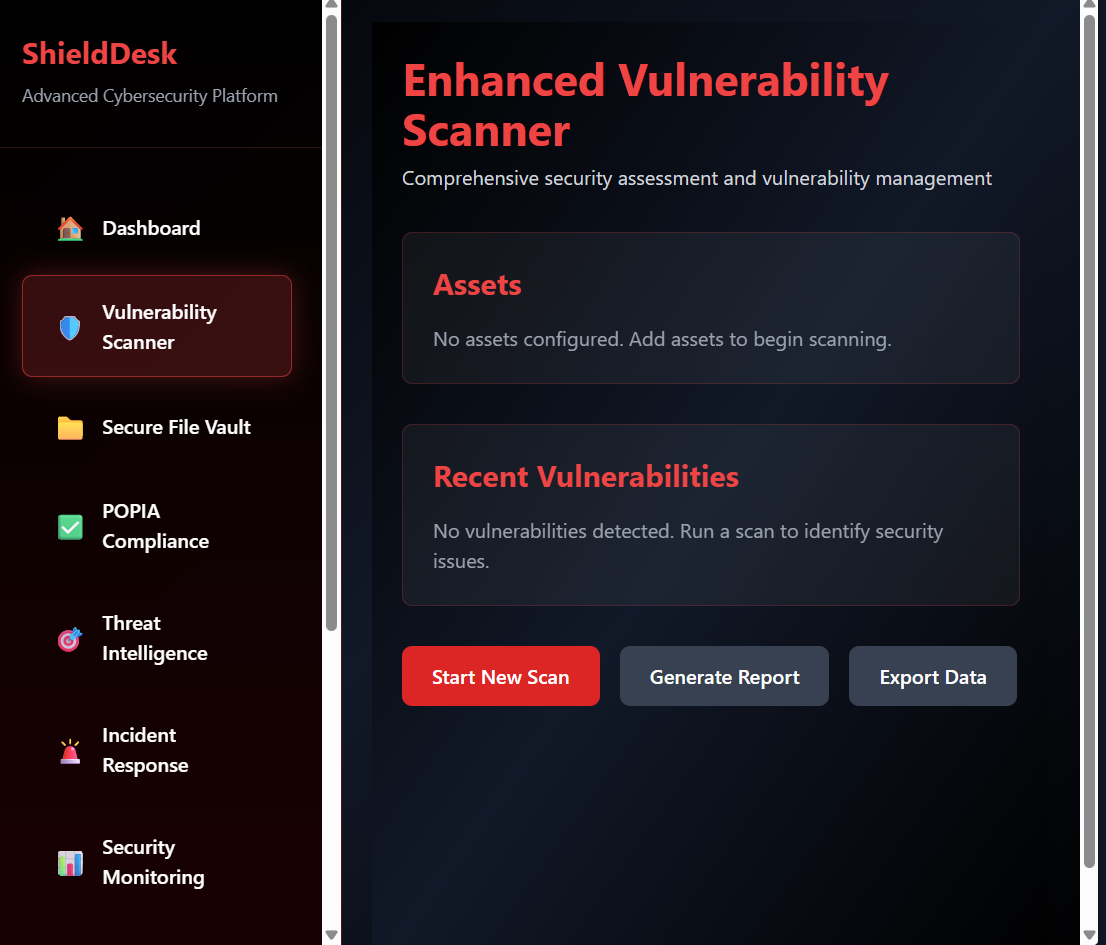 ShieldDesk
Advanced Cybersecurity Platform
Dashboard
Vulnerability
Scanner
Secure File Vault
POPIA
Compliance
Threat
Intelligence
Incident
Response
Security
Monitoring
Enhanced Vulnerability
Scanner
Comprehensive security assessment and vulnerability management
Assets
No assets configured. Add assets to begin scanning.
Recent Vulnerabilities
No vulnerabilities detected. Run a scan to identify security
issues.
Start New Scan
Generate Report
Export Data